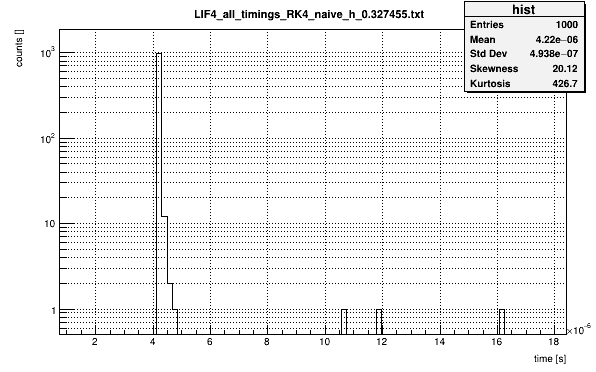 LIF4_all_timings_RK4_naive_h_0.327455.txt
hist
Entries 1000
Mean 4.22e−06
Std Dev 4.938e−07
Skewness 20.12
Kurtosis 426.7
counts []
10³
10²
10
1
2 4 6 8 10 12 14 16 18
×10⁻⁶
time [s]